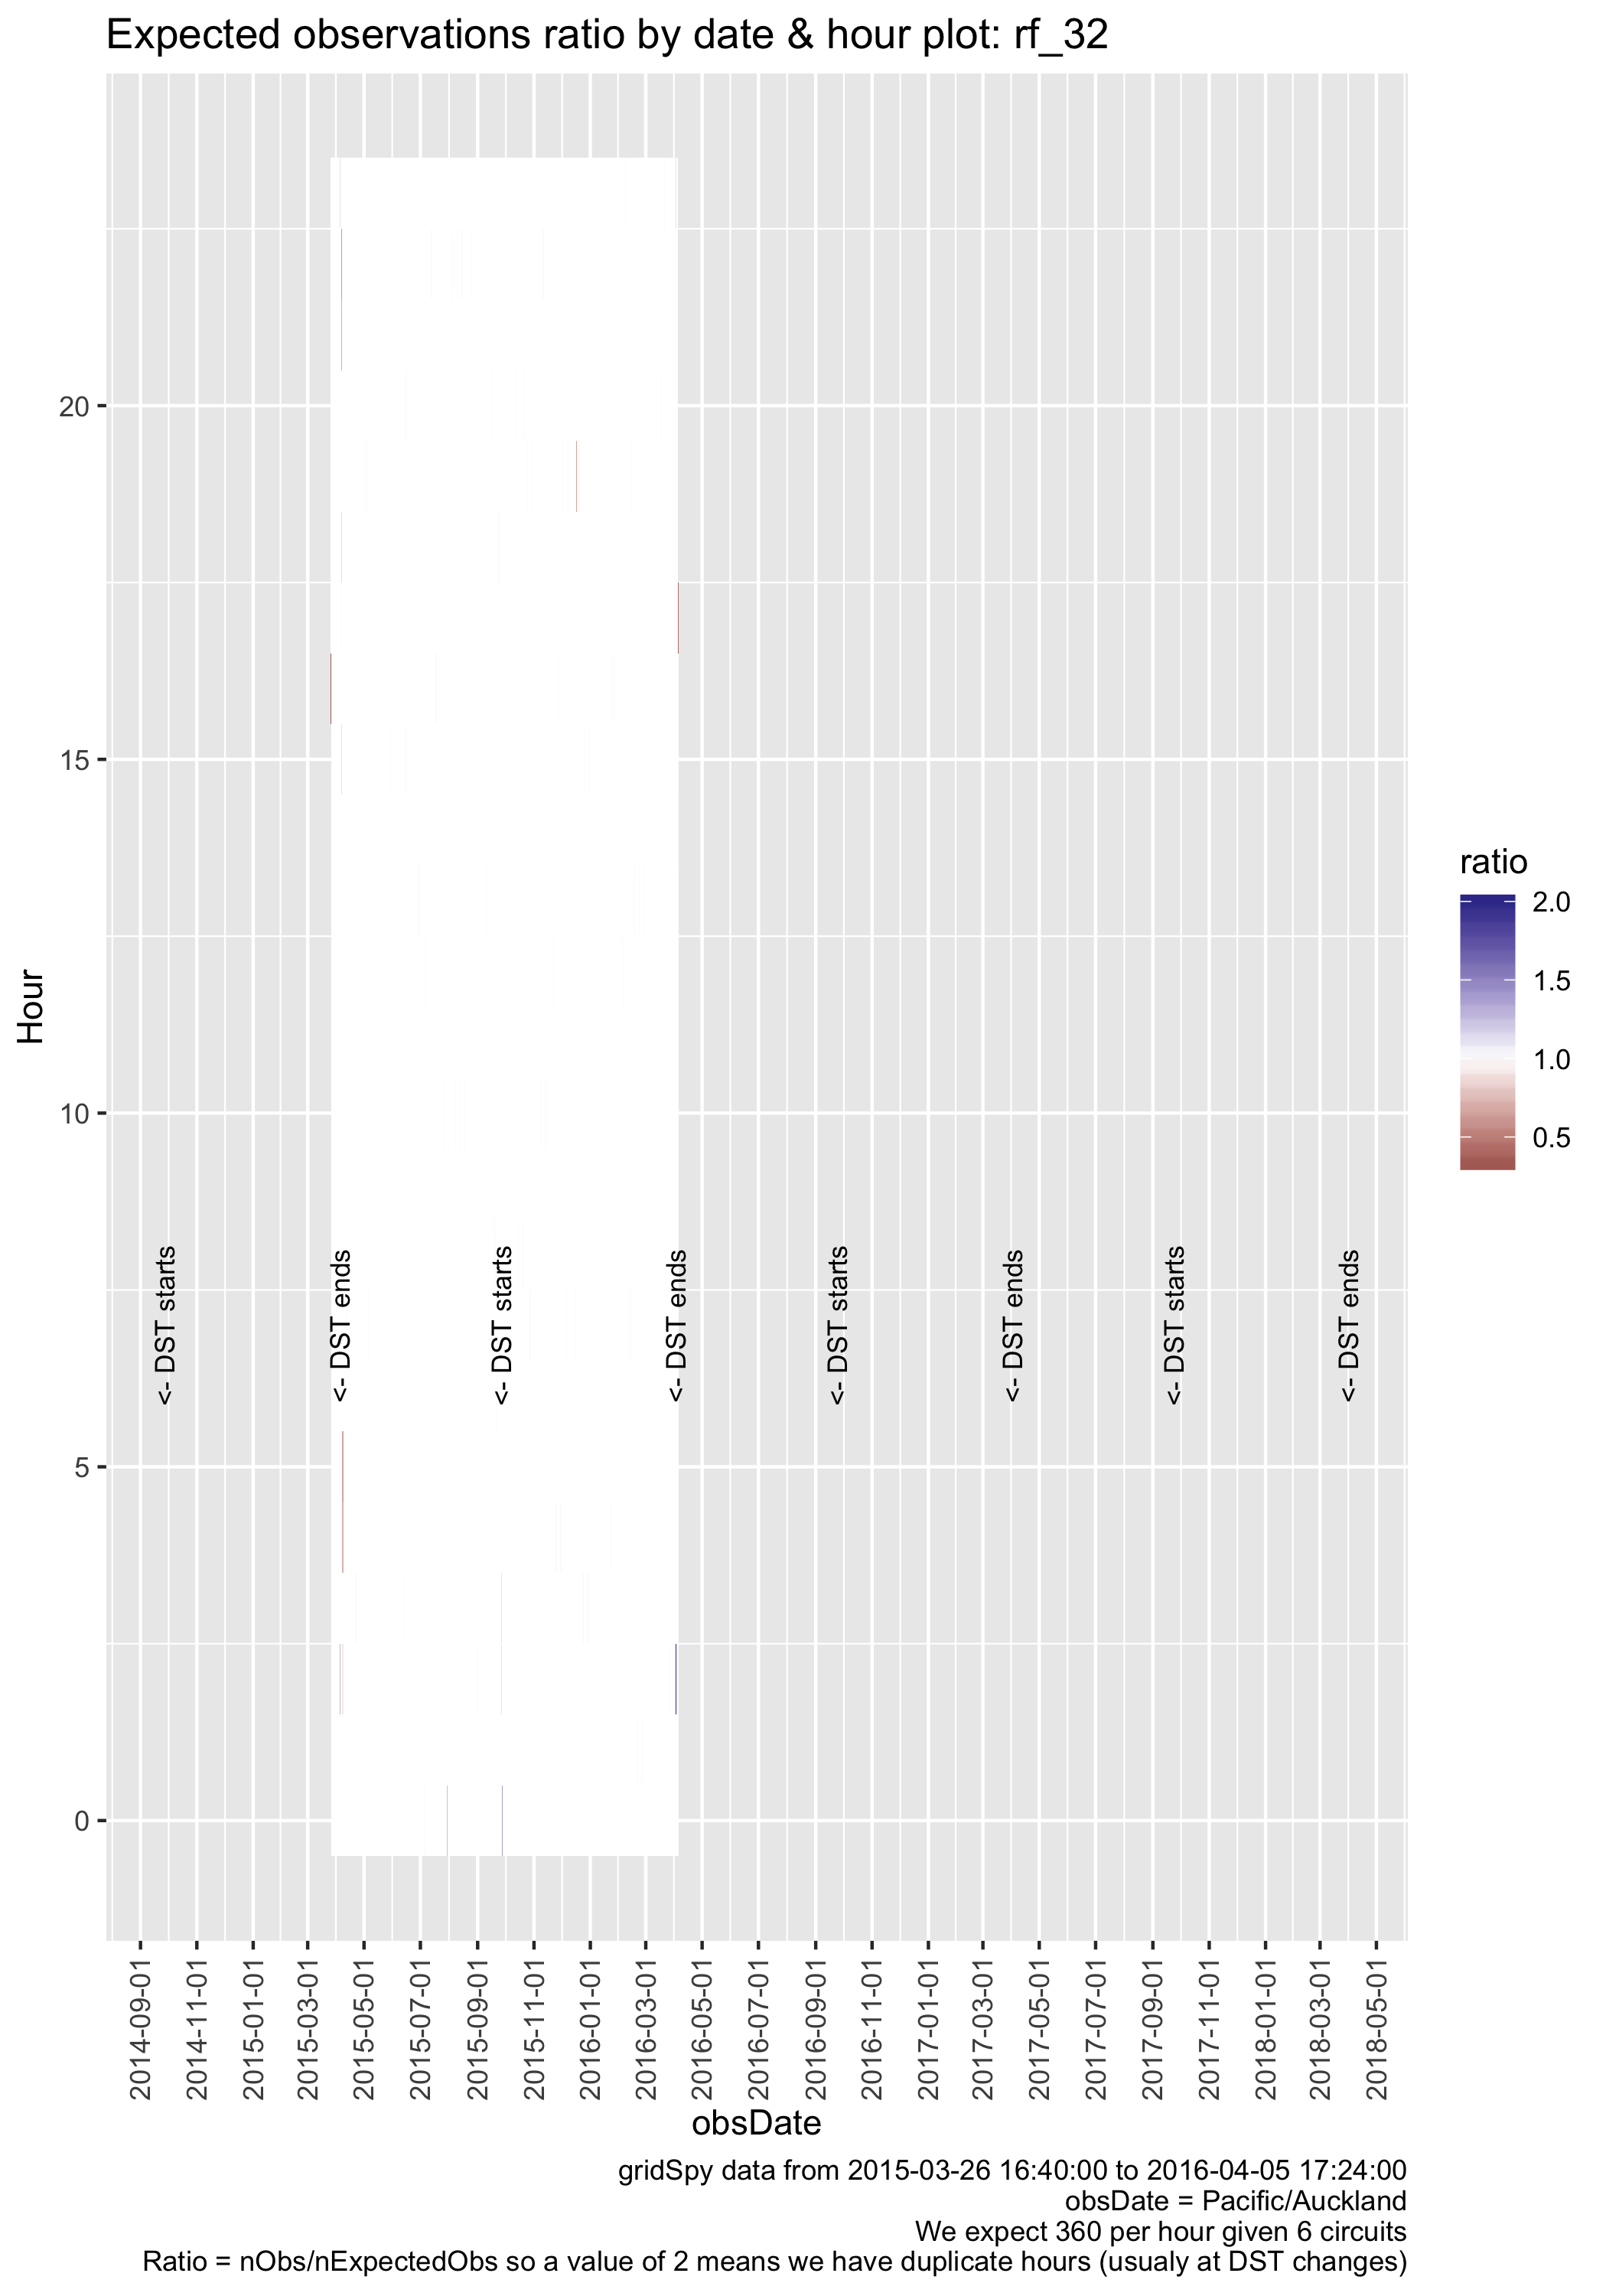 Expected observations ratio by date & hour plot: rf_32
20
15
10
5
0
Hour
<- DST starts
<- DST ends
<- DST starts
<- DST ends
<- DST starts
<- DST ends
<- DST starts
<- DST ends
ratio
2.0
1.5
1.0
0.5
2014-09-01
2014-11-01
2015-01-01
2015-03-01
2015-05-01
2015-07-01
2015-09-01
2015-11-01
2016-01-01
2016-03-01
2016-05-01
2016-07-01
2016-09-01
2016-11-01
2017-01-01
2017-03-01
2017-05-01
2017-07-01
2017-09-01
2017-11-01
2018-01-01
2018-03-01
2018-05-01
obsDate
gridSpy data from 2015-03-26 16:40:00 to 2016-04-05 17:24:00
obsDate = Pacific/Auckland
We expect 360 per hour given 6 circuits
Ratio = nObs/nExpectedObs so a value of 2 means we have duplicate hours (usualy at DST changes)